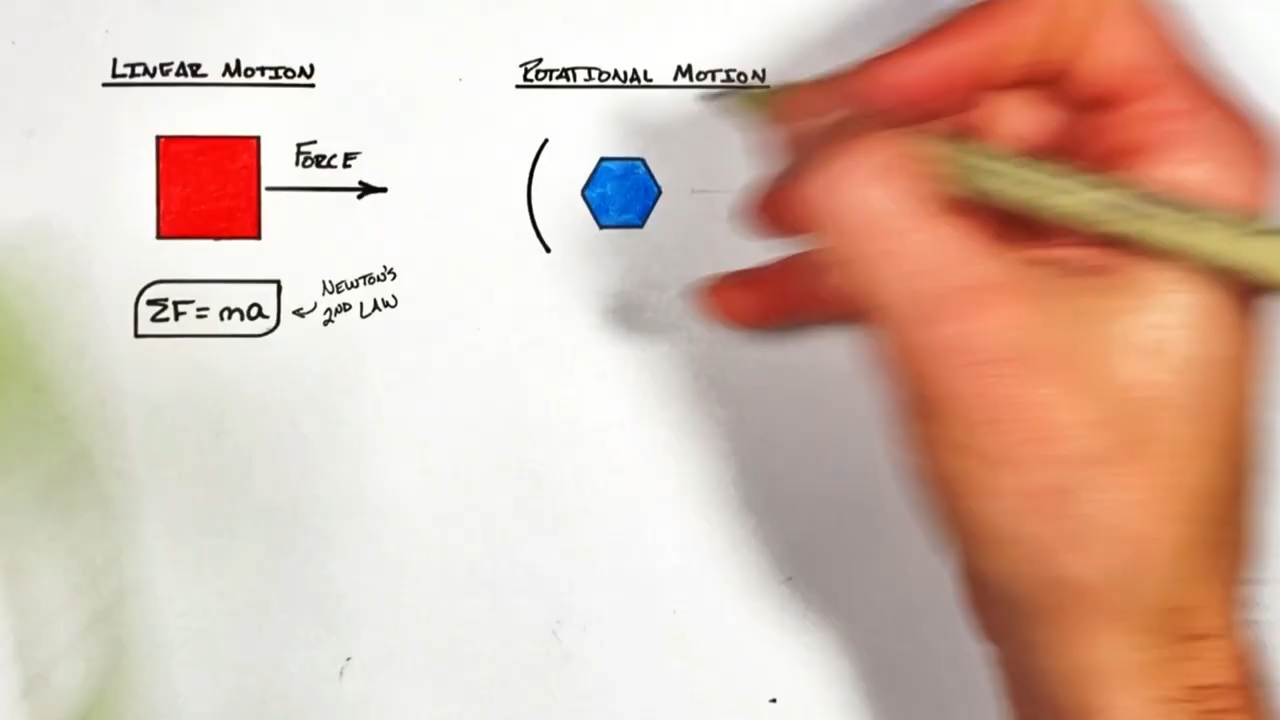 LINEAR MOTION
ROTATIONAL MOTION
FORCE
ΣF = ma
NEWTON'S
2ND LAW